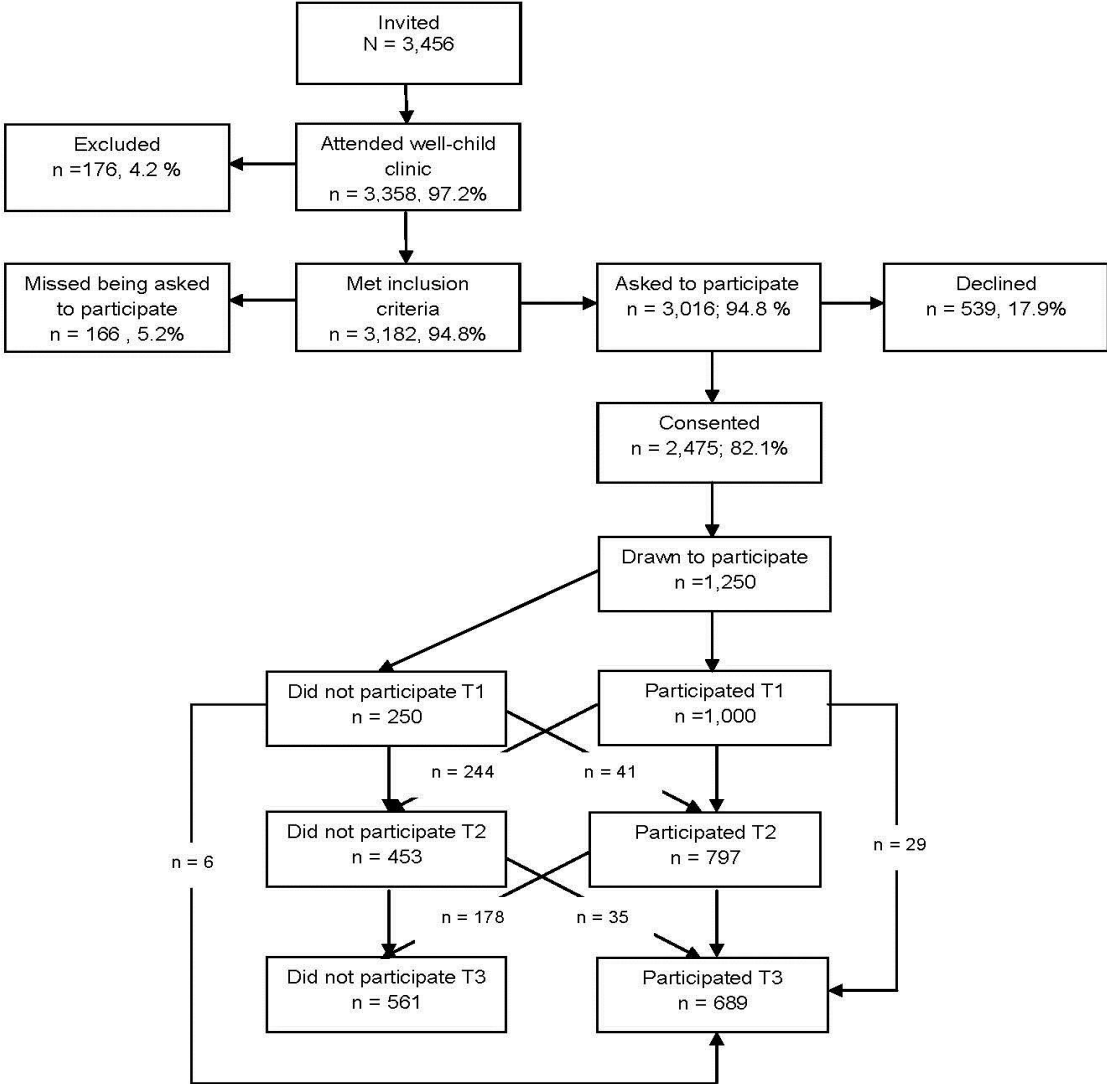 Invited
N = 3,456
Excluded
n =176, 4.2 %
Attended well-child
clinic
n = 3,358, 97.2%
Missed being asked
to participate
n = 166 , 5.2%
Met inclusion
criteria
n = 3,182, 94.8%
Asked to participate
n = 3,016; 94.8 %
Declined
n = 539, 17.9%
Consented
n = 2,475; 82.1%
Drawn to participate
n =1,250
Did not participate T1
n = 250
Participated T1
n =1,000
n = 244
n = 41
Did not participate T2
n = 453
Participated T2
n = 797
n = 6
n = 29
n = 178
n = 35
Did not participate T3
n = 561
Participated T3
n = 689